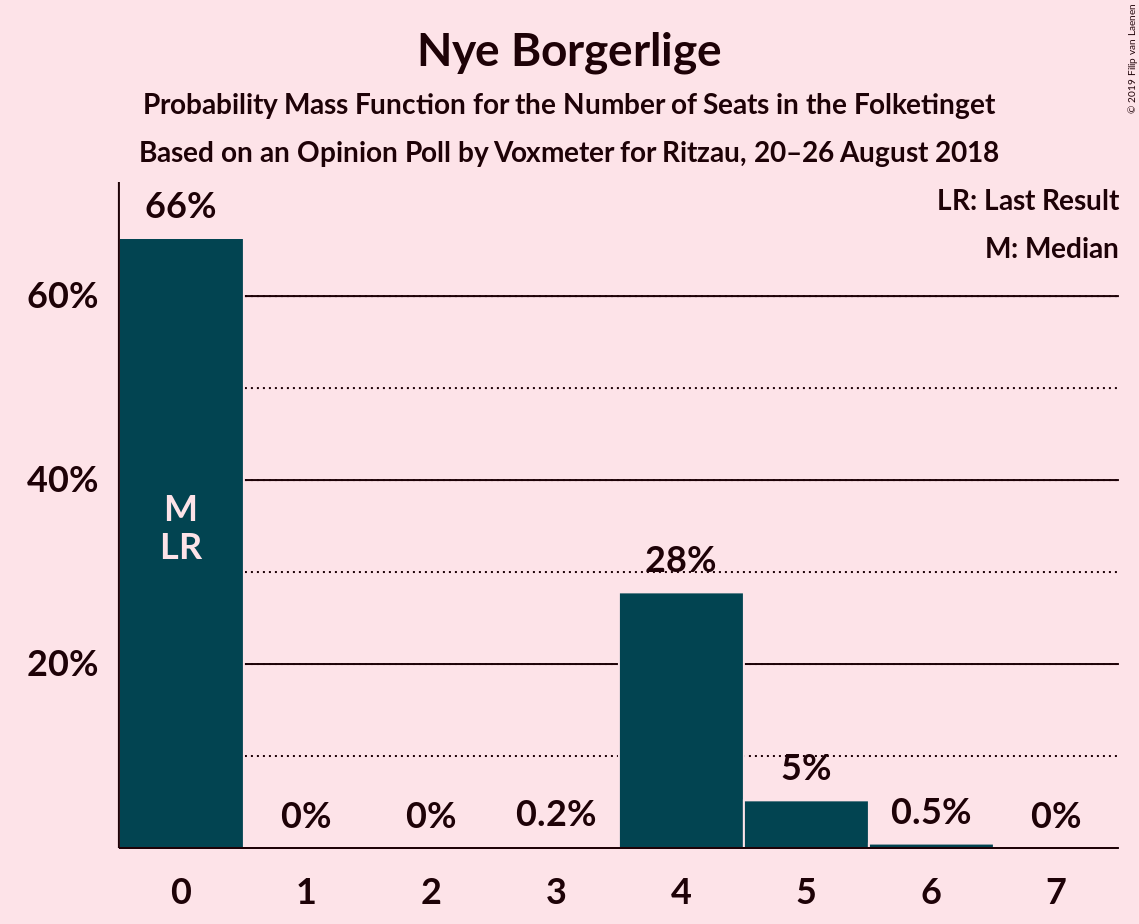 Nye Borgerlige
Probability Mass Function for the Number of Seats in the Folketinget
Based on an Opinion Poll by Voxmeter for Ritzau, 20–26 August 2018
© 2019 Filip van Laenen
LR: Last Result
M: Median
66%
60%
40%
20%
M
LR
0%
0%
0.2%
28%
5%
0.5%
0%
0
1
2
3
4
5
6
7